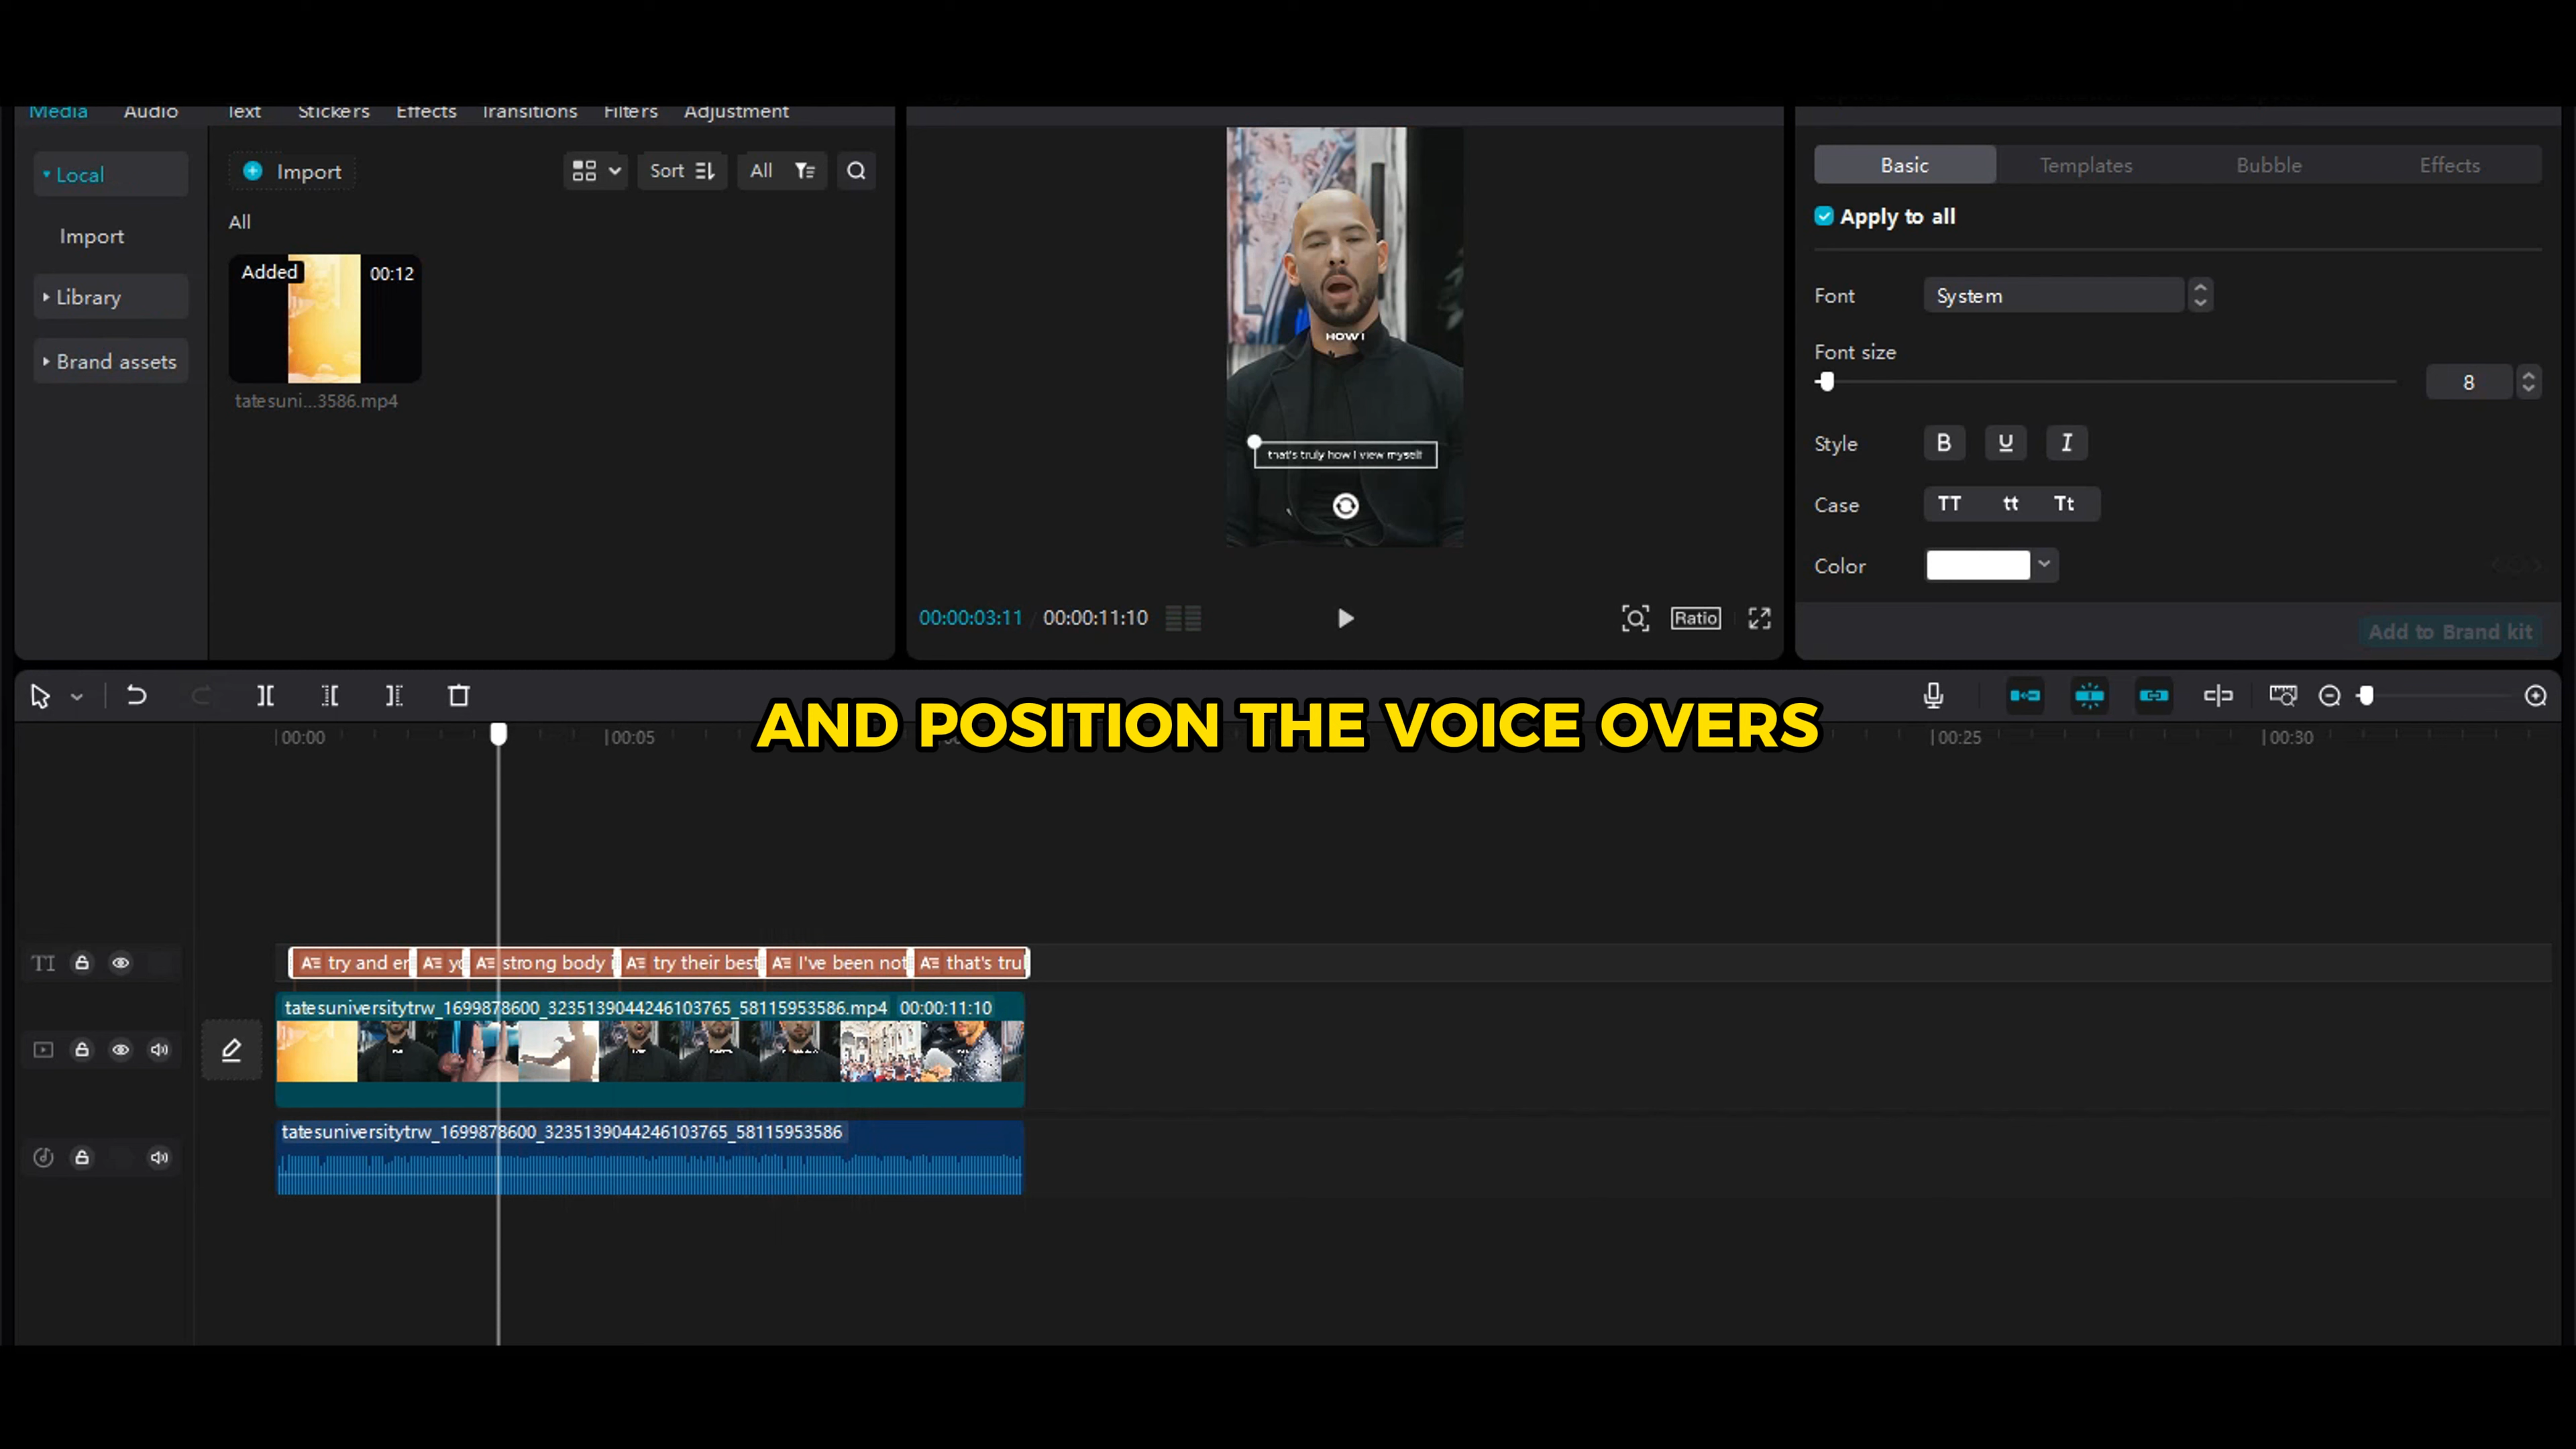 Media Audio Text Stickers Effects Transitions Filters Adjustment
Local
Import
Library
Brand assets
Import
Sort
All
All
Added 00:12
tatesuni...3586.mp4
HOW I
that's truly how I view myself
00:00:03:11 / 00:00:11:10
Ratio
Basic Templates Bubble Effects
Apply to all
Font System
Font size
8
Style B U I
Case TT tt Tt
Color
Add to Brand kit
AND POSITION THE VOICE OVERS
00:00 00:05 00:25 00:30
TI
try and er
yo
strong body i
try their best
I've been not
that's trul
tatesuniversitytrw_1699878600_3235139044246103765_58115953586.mp4 00:00:11:10
tatesuniversitytrw_1699878600_3235139044246103765_58115953586